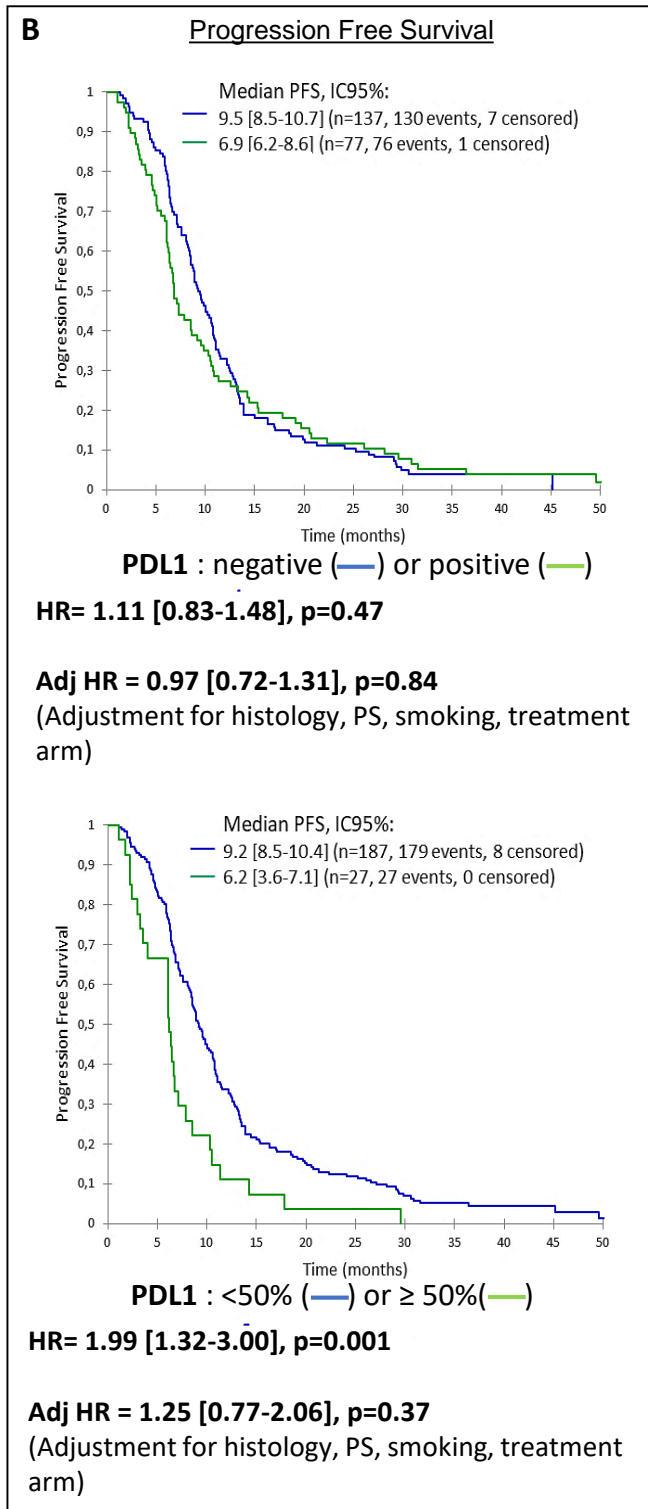 B Progression Free Survival
Median PFS, IC95%:
9.5 [8.5-10.7] (n=137, 130 events, 7 censored)
6.9 [6.2-8.6] (n=77, 76 events, 1 censored)
Progression Free Survival
1
0,9
0,8
0,7
0,6
0,5
0,4
0,3
0,2
0,1
0
0 5 10 15 20 25 30 35 40 45 50
Time (months)
PDL1 : negative ( ) or positive ( )
HR= 1.11 [0.83-1.48], p=0.47
Adj HR = 0.97 [0.72-1.31], p=0.84
(Adjustment for histology, PS, smoking, treatment
arm)
Median PFS, IC95%:
9.2 [8.5-10.4] (n=187, 179 events, 8 censored)
6.2 [3.6-7.1] (n=27, 27 events, 0 censored)
Progression Free Survival
1
0,9
0,8
0,7
0,6
0,5
0,4
0,3
0,2
0,1
0
0 5 10 15 20 25 30 35 40 45 50
Time (months)
PDL1 : <50% ( ) or ≥ 50%( )
HR= 1.99 [1.32-3.00], p=0.001
Adj HR = 1.25 [0.77-2.06], p=0.37
(Adjustment for histology, PS, smoking, treatment
arm)